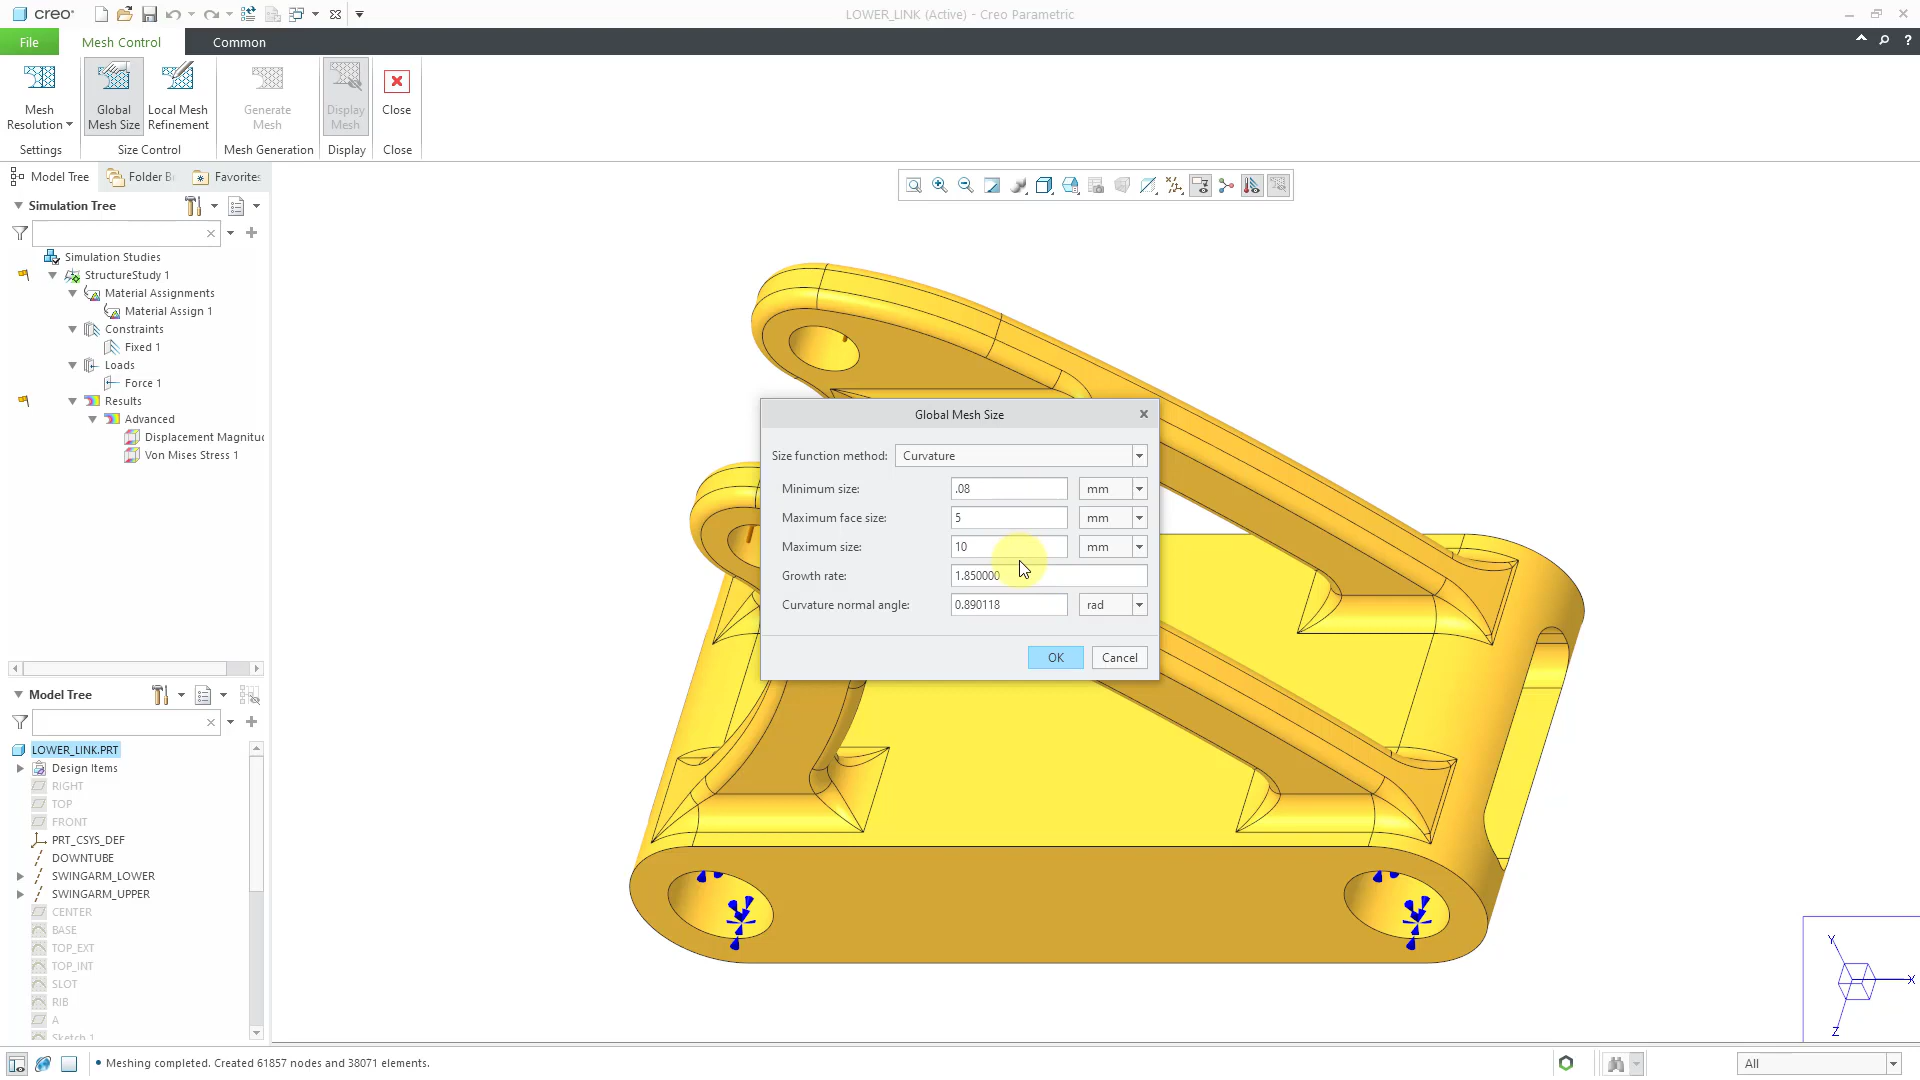 creo
LOWER_LINK (Active) - Creo Parametric
File
Mesh Control
Common
Mesh
Resolution
Global
Mesh Size
Local Mesh
Refinement
Generate
Mesh
Display
Mesh
Close
Settings
Size Control
Mesh Generation
Display
Close
Model Tree
Folder B
Favorites
Simulation Tree
Simulation Studies
StructureStudy 1
Material Assignments
Material Assign 1
Constraints
Fixed 1
Loads
Force 1
Results
Advanced
Displacement Magnitu
Von Mises Stress 1
Global Mesh Size
Size function method: Curvature
Minimum size: .08 mm
Maximum face size: 5 mm
Maximum size: 10 mm
Growth rate: 1.850000
Curvature normal angle: 0.890118 rad
OK
Cancel
Model Tree
LOWER_LINK.PRT
Design Items
RIGHT
TOP
FRONT
PRT_CSYS_DEF
DOWNTUBE
SWINGARM_LOWER
SWINGARM_UPPER
CENTER
BASE
TOP_EXT
TOP_INT
SLOT
RIB
A
Sketch 1
Y
X
Z
• Meshing completed. Created 61857 nodes and 38071 elements.
All